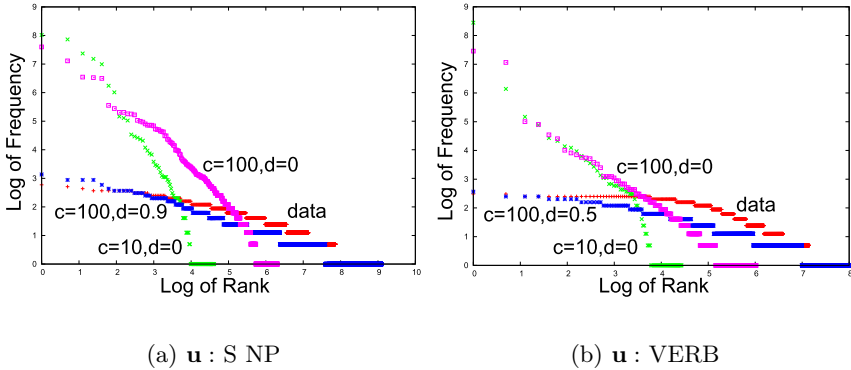 9
8
7
6
5
4
3
2
1
0
Log of Frequency
c=100,d=0
data
c=100,d=0.9
c=10,d=0
0 1 2 3 4 5 6 7 8 9 10
Log of Rank
(a) u : S NP
9
8
7
6
5
4
3
2
1
0
Log of Frequency
c=100,d=0
data
c=100,d=0.5
c=10,d=0
0 1 2 3 4 5 6 7 8
Log of Rank
(b) u : VERB